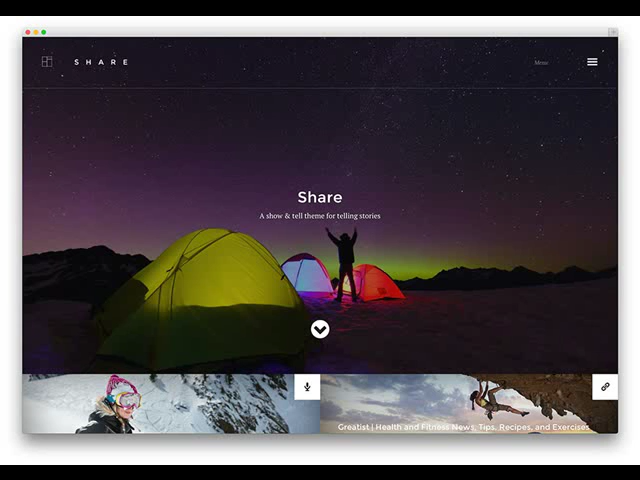 SHARE
Menu
Share
A show & tell theme for telling stories
Greatist | Health and Fitness News, Tips, Recipes, and Exercises